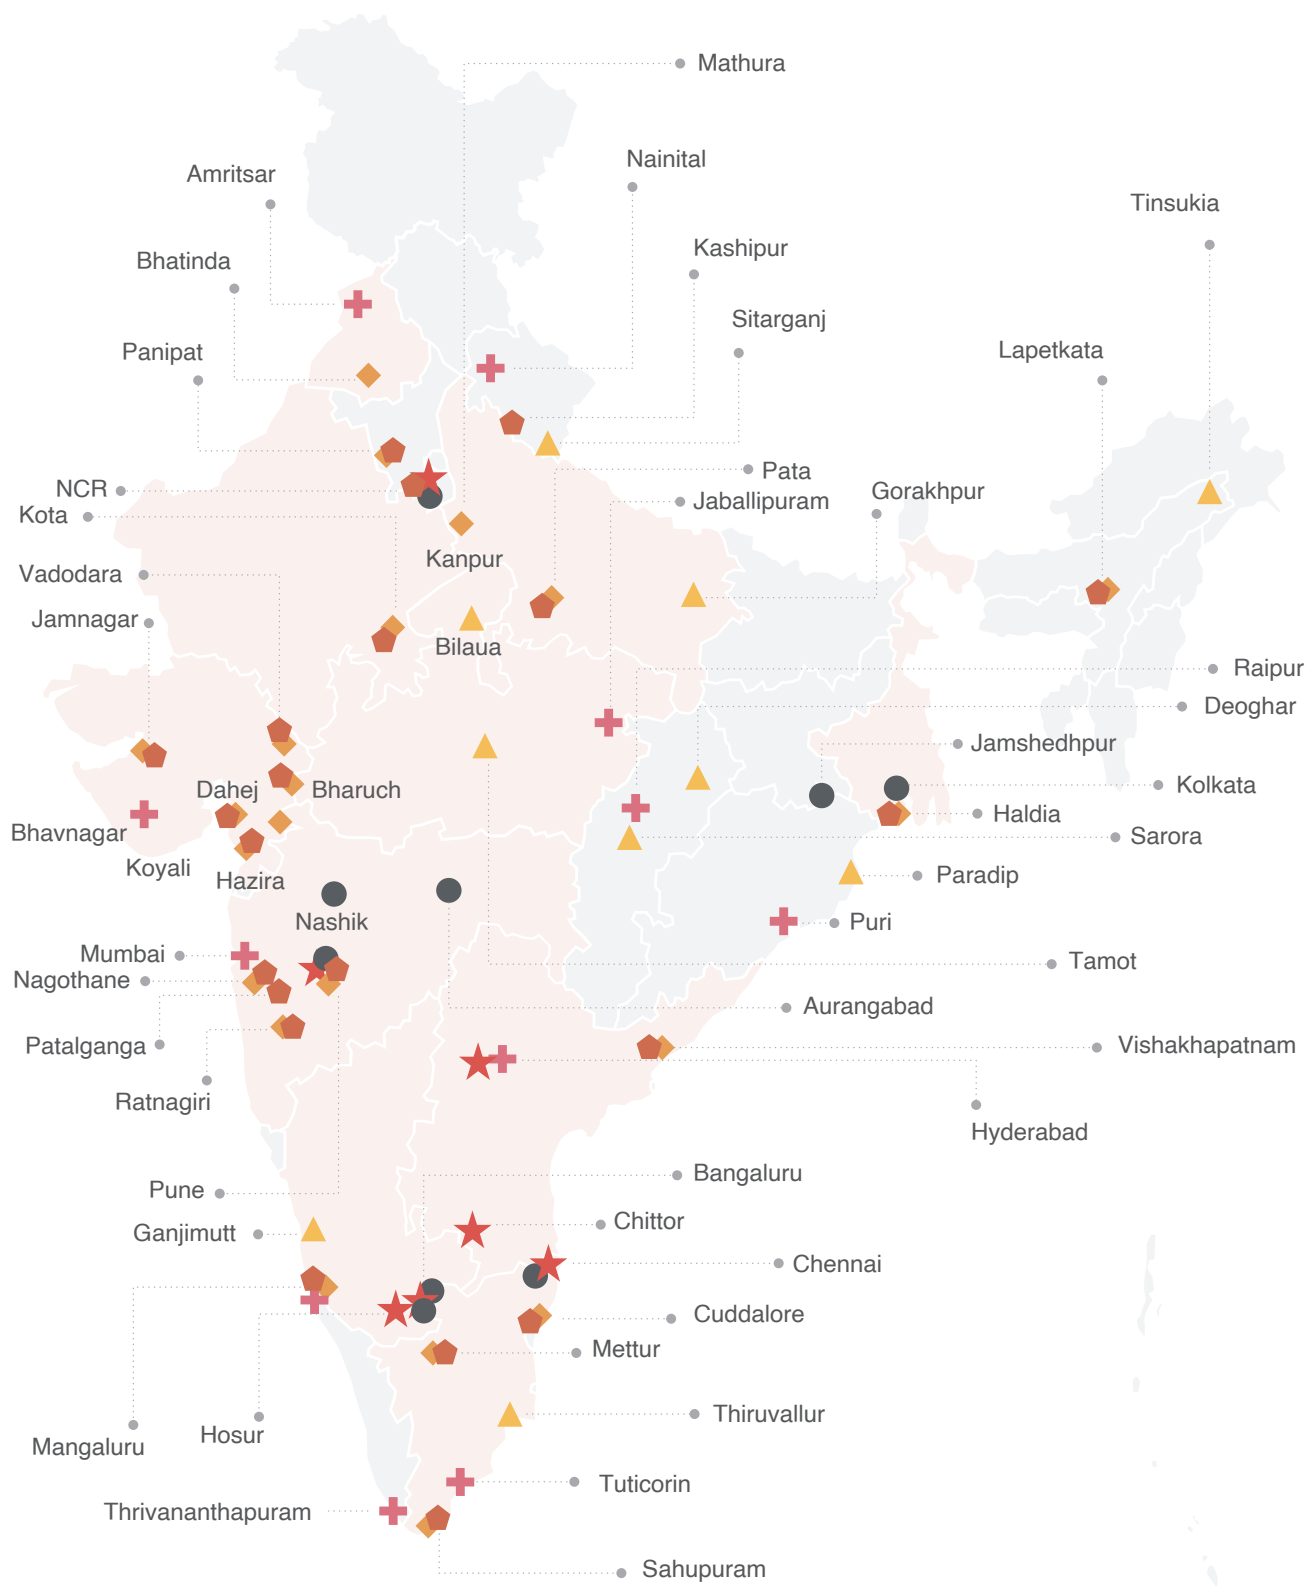 Mathura
Nainital
Amritsar
Tinsukia
Kashipur
Bhatinda
Sitarganj
Panipat
Lapetkata
Pata
NCR
Gorakhpur
Jaballipuram
Kota
Kanpur
Vadodara
Jamnagar
Bilaua
Raipur
Deoghar
Jamshedhpur
Kolkata
Dahej
Bharuch
Haldia
Bhavnagar
Sarora
Koyali
Paradip
Hazira
Nashik
Puri
Mumbai
Tamot
Nagothane
Aurangabad
Patalganga
Vishakhapatnam
Ratnagiri
Hyderabad
Bangaluru
Pune
Chittor
Ganjimutt
Chennai
Cuddalore
Mettur
Thiruvallur
Hosur
Mangaluru
Tuticorin
Thrivananthapuram
Sahupuram